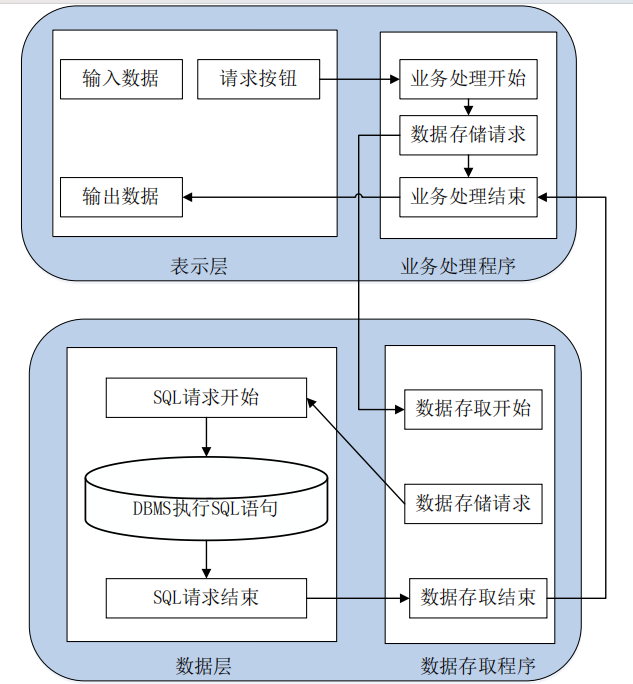 输入数据
请求按钮
业务处理开始
数据存储请求
输出数据
业务处理结束
表示层
业务处理程序
SQL请求开始
数据存取开始
DBMS执行SQL语句
数据存储请求
SQL请求结束
数据存取结束
数据层
数据存取程序